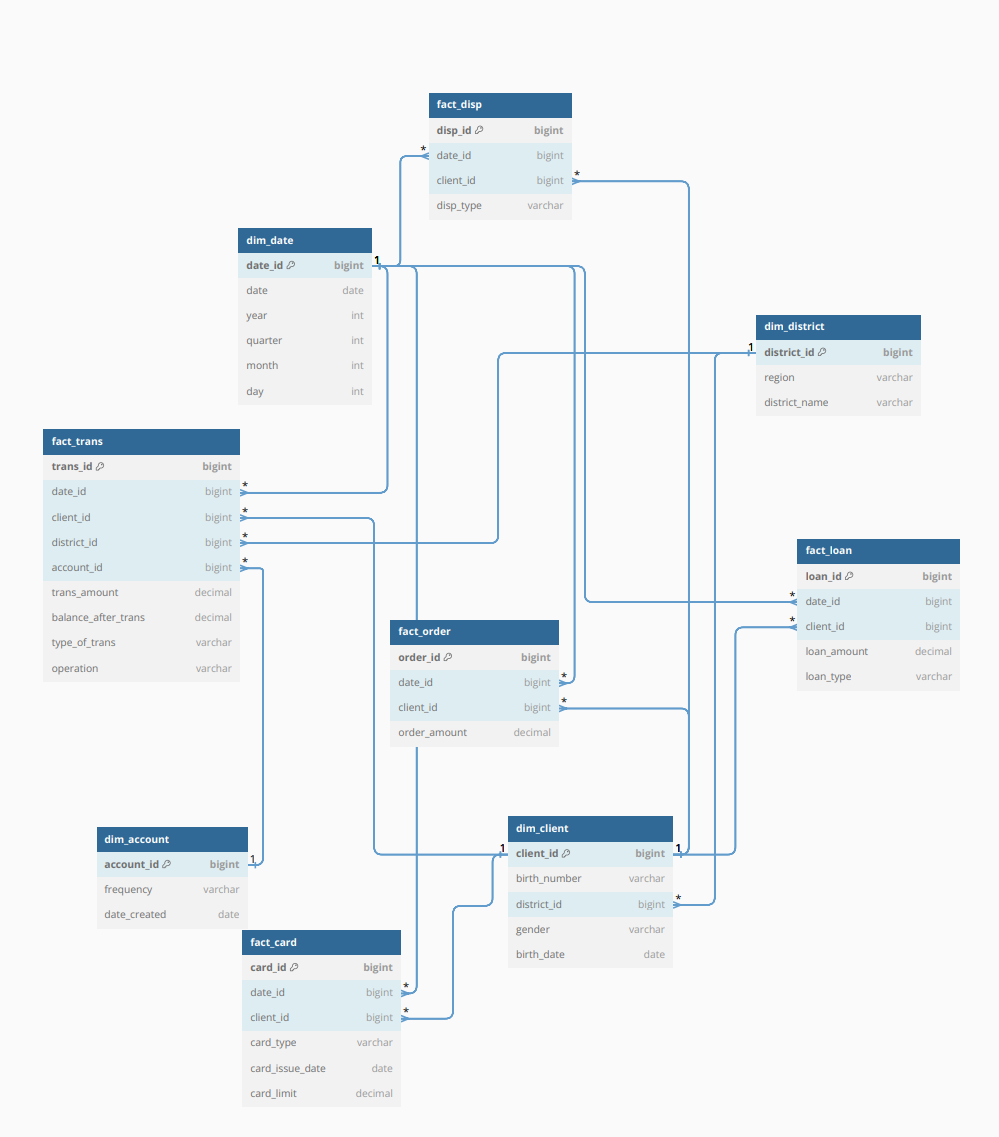 fact_disp
disp_id bigint
* date_id bigint
client_id bigint *
disp_type varchar
dim_date
date_id bigint 1
date date
year int
quarter int
month int
day int
dim_district
1 district_id bigint
region varchar
district_name varchar
fact_trans
trans_id bigint
date_id bigint *
client_id bigint *
district_id bigint *
account_id bigint *
trans_amount decimal
balance_after_trans decimal
type_of_trans varchar
operation varchar
fact_loan
loan_id bigint
* date_id bigint
* client_id bigint
loan_amount decimal
loan_type varchar
fact_order
order_id bigint
date_id bigint *
client_id bigint *
order_amount decimal
dim_account
account_id bigint 1
frequency varchar
date_created date
dim_client
1 client_id bigint 1
birth_number varchar
district_id bigint *
gender varchar
birth_date date
fact_card
card_id bigint
date_id bigint *
client_id bigint *
card_type varchar
card_issue_date date
card_limit decimal